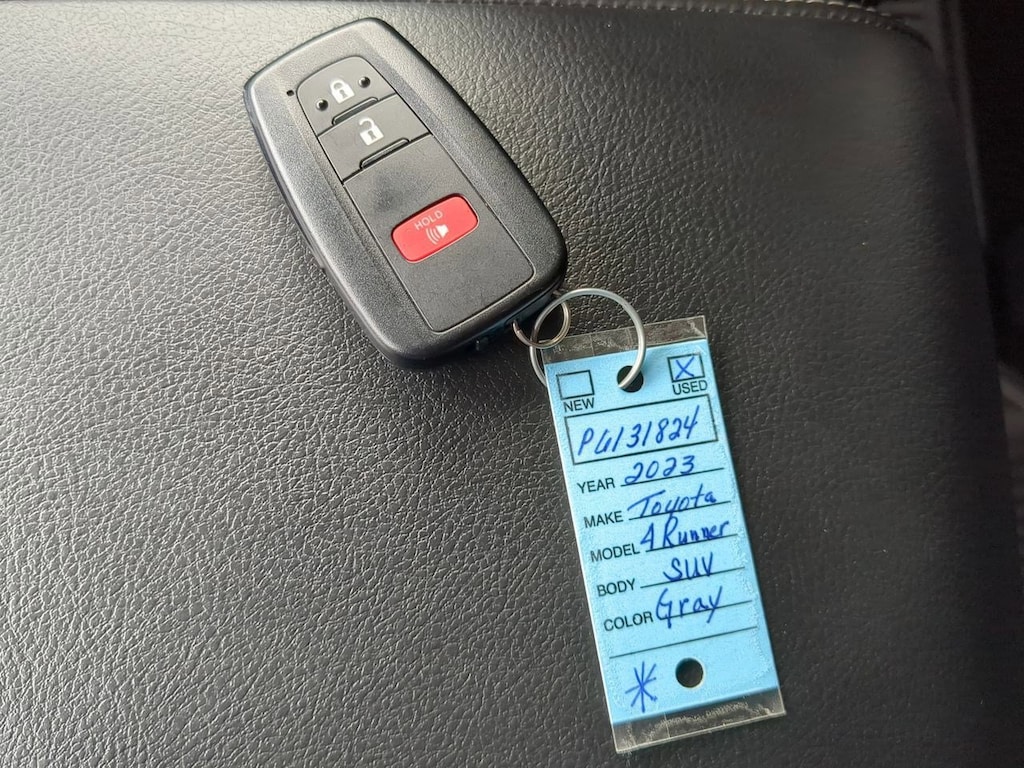 HOLD
NEW
X
USED
PG131824
YEAR 2023
MAKE Toyota
MODEL 4Runner
BODY SUV
COLOR Gray
*